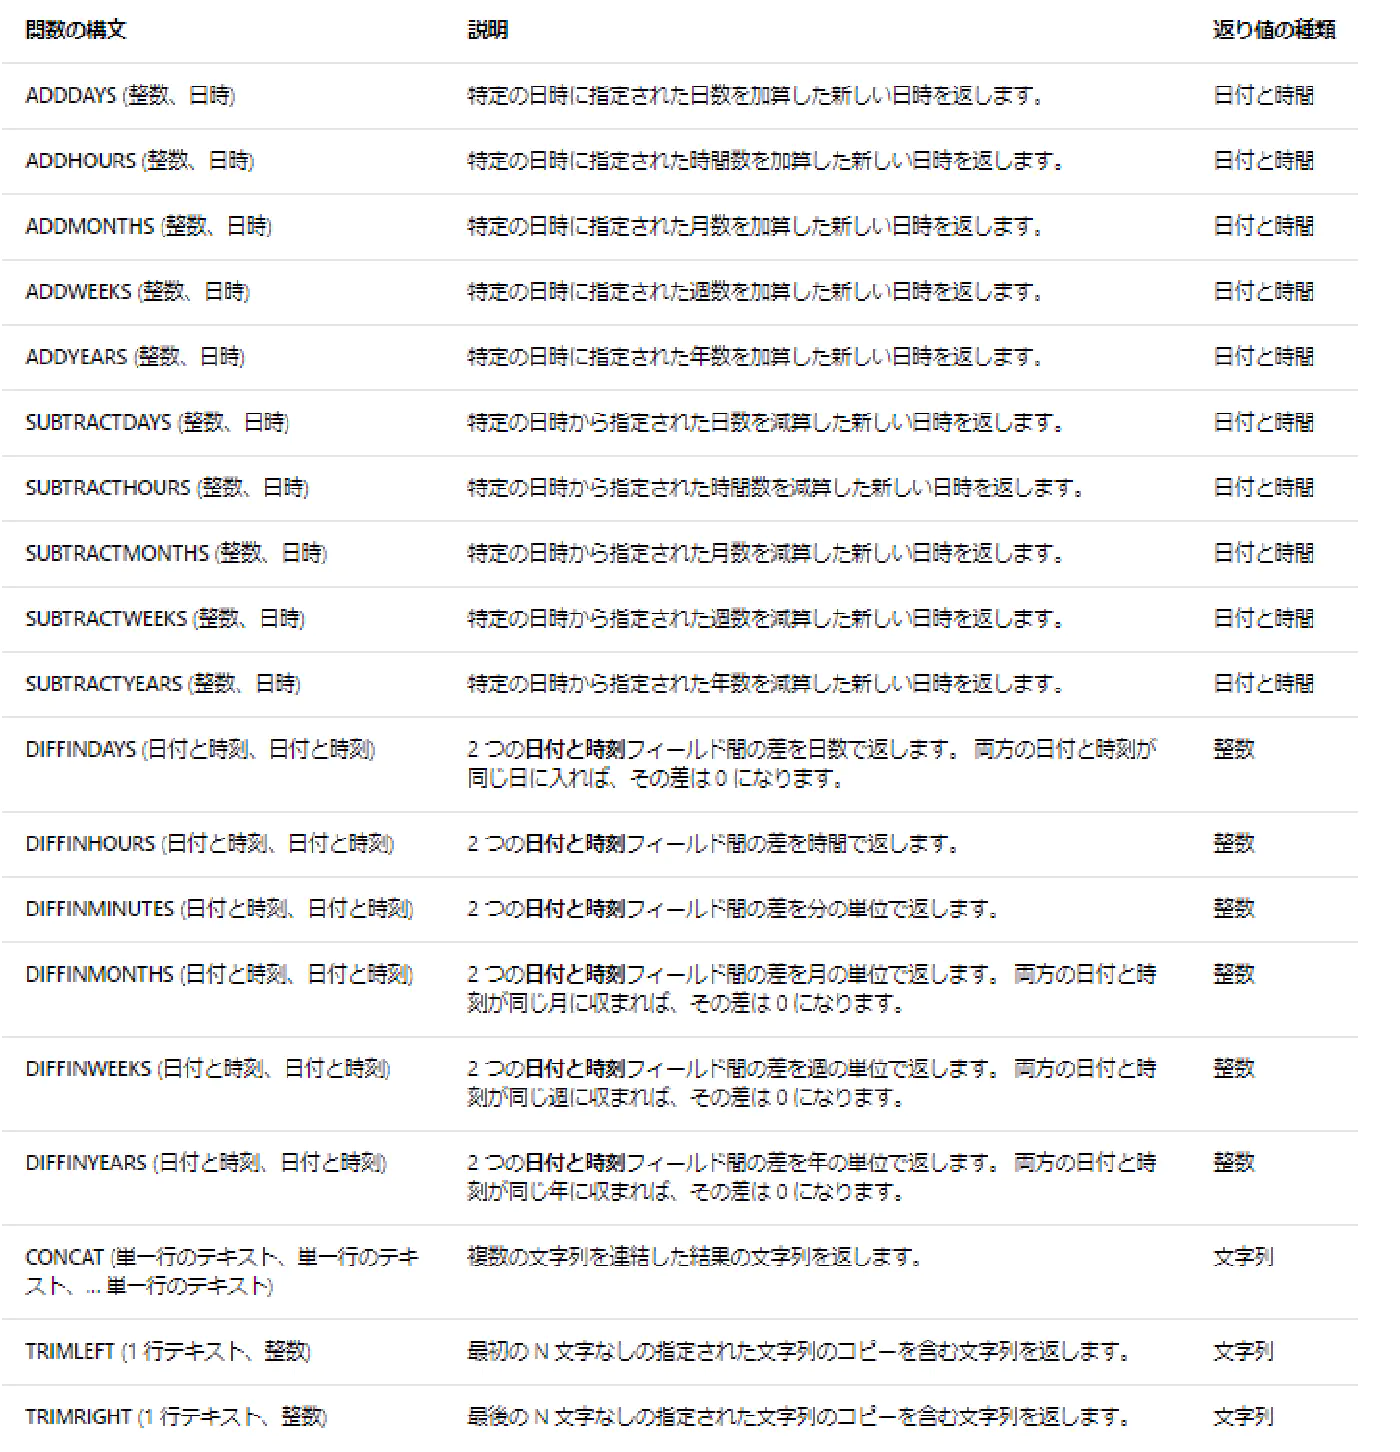 関数の構文 説明 返り値の種類
ADDDAYS (整数、日時) 特定の日時に指定された日数を加算した新しい日時を返します。 日付と時間
ADDHOURS (整数、日時) 特定の日時に指定された時間数を加算した新しい日時を返します。 日付と時間
ADDMONTHS (整数、日時) 特定の日時に指定された月数を加算した新しい日時を返します。 日付と時間
ADDWEEKS (整数、日時) 特定の日時に指定された週数を加算した新しい日時を返します。 日付と時間
ADDYEARS (整数、日時) 特定の日時に指定された年数を加算した新しい日時を返します。 日付と時間
SUBTRACTDAYS (整数、日時) 特定の日時から指定された日数を減算した新しい日時を返します。 日付と時間
SUBTRACTHOURS (整数、日時) 特定の日時から指定された時間数を減算した新しい日時を返します。 日付と時間
SUBTRACTMONTHS (整数、日時) 特定の日時から指定された月数を減算した新しい日時を返します。 日付と時間
SUBTRACTWEEKS (整数、日時) 特定の日時から指定された週数を減算した新しい日時を返します。 日付と時間
SUBTRACTYEARS (整数、日時) 特定の日時から指定された年数を減算した新しい日時を返します。 日付と時間
DIFFINDAYS (日付と時刻、日付と時刻) 2 つの日付と時刻フィールド間の差を日数で返します。 両方の日付と時刻が 整数
同じ日に入れば、その差は 0 になります。
DIFFINHOURS (日付と時刻、日付と時刻) 2 つの日付と時刻フィールド間の差を時間で返します。 整数
DIFFINMINUTES (日付と時刻、日付と時刻) 2 つの日付と時刻フィールド間の差を分の単位で返します。 整数
DIFFINMONTHS (日付と時刻、日付と時刻) 2 つの日付と時刻フィールド間の差を月の単位で返します。 両方の日付と時 整数
刻が同じ月に収まれば、その差は 0 になります。
DIFFINWEEKS (日付と時刻、日付と時刻) 2 つの日付と時刻フィールド間の差を週の単位で返します。 両方の日付と時 整数
刻が同じ週に収まれば、その差は 0 になります。
DIFFINYEARS (日付と時刻、日付と時刻) 2 つの日付と時刻フィールド間の差を年の単位で返します。 両方の日付と時 整数
刻が同じ年に収まれば、その差は 0 になります。
CONCAT (単一行のテキスト、単一行のテキ 複数の文字列を連結した結果の文字列を返します。 文字列
スト、... 単一行のテキスト)
TRIMLEFT (1 行テキスト、整数) 最初の N 文字なしの指定された文字列のコピーを含む文字列を返します。 文字列
TRIMRIGHT (1 行テキスト、整数) 最後の N 文字なしの指定された文字列のコピーを含む文字列を返します。 文字列